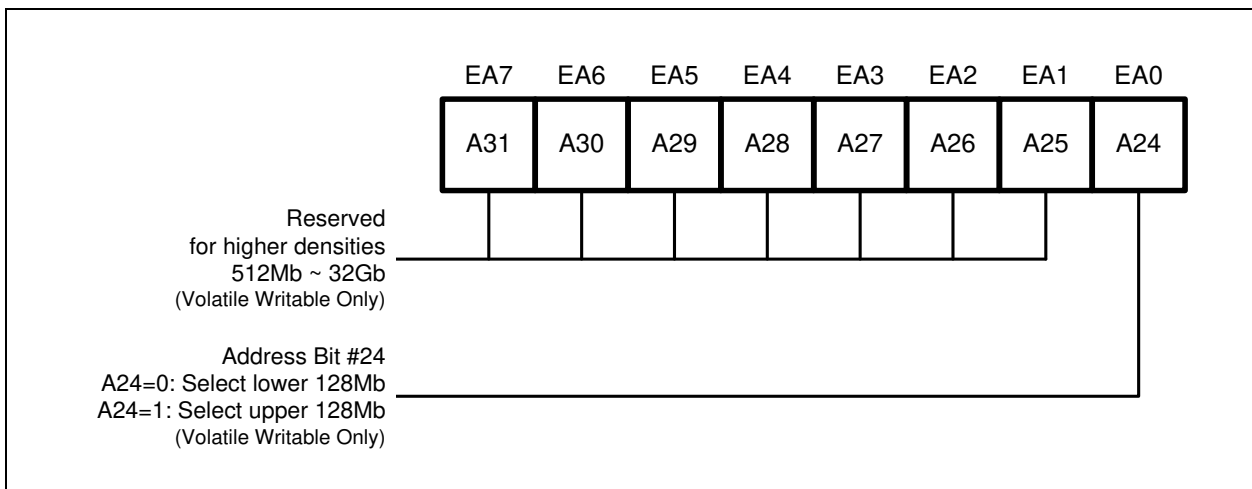 EA7 EA6 EA5 EA4 EA3 EA2 EA1 EA0
A31 A30 A29 A28 A27 A26 A25 A24
Reserved
for higher densities
512Mb ~ 32Gb
(Volatile Writable Only)
Address Bit #24
A24=0: Select lower 128Mb
A24=1: Select upper 128Mb
(Volatile Writable Only)